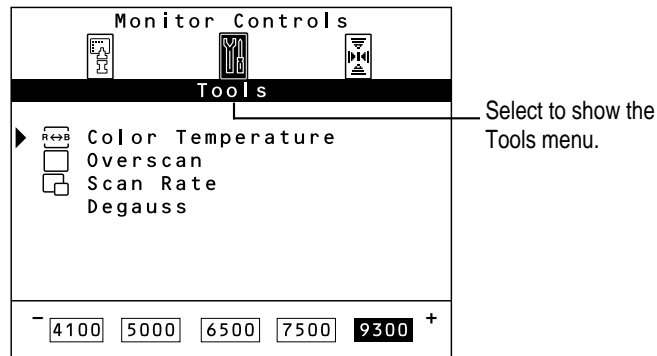 Monitor Controls
Tools
Select to show the
Tools menu.
R↔B Color Temperature
Overscan
Scan Rate
Degauss
- 4100 5000 6500 7500 9300 +